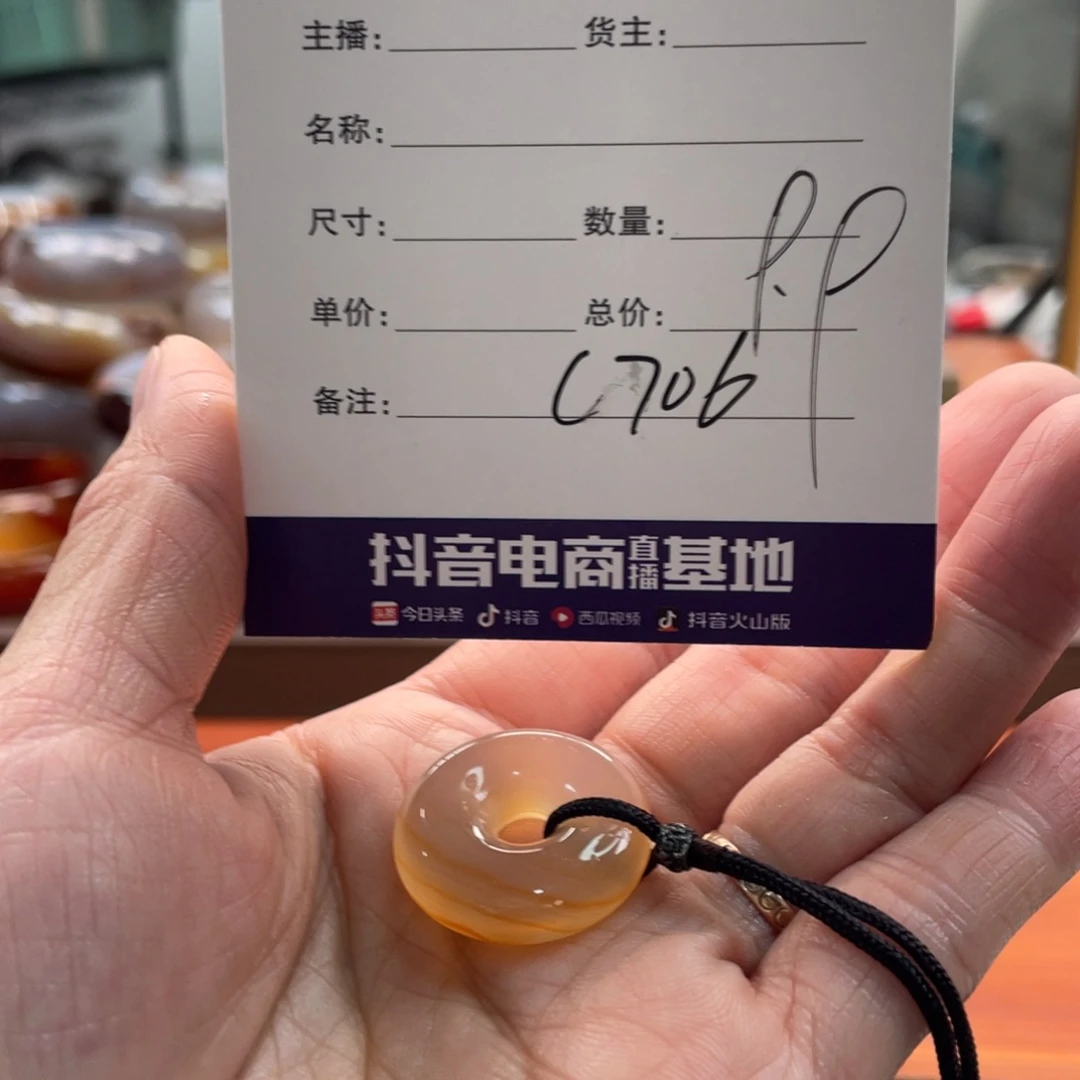 主播: 货主:
名称:
尺寸: 数量:
单价: 总价:
备注: C706
抖音电商直播基地
头条 今日头条 抖音 西瓜视频 抖音火山版